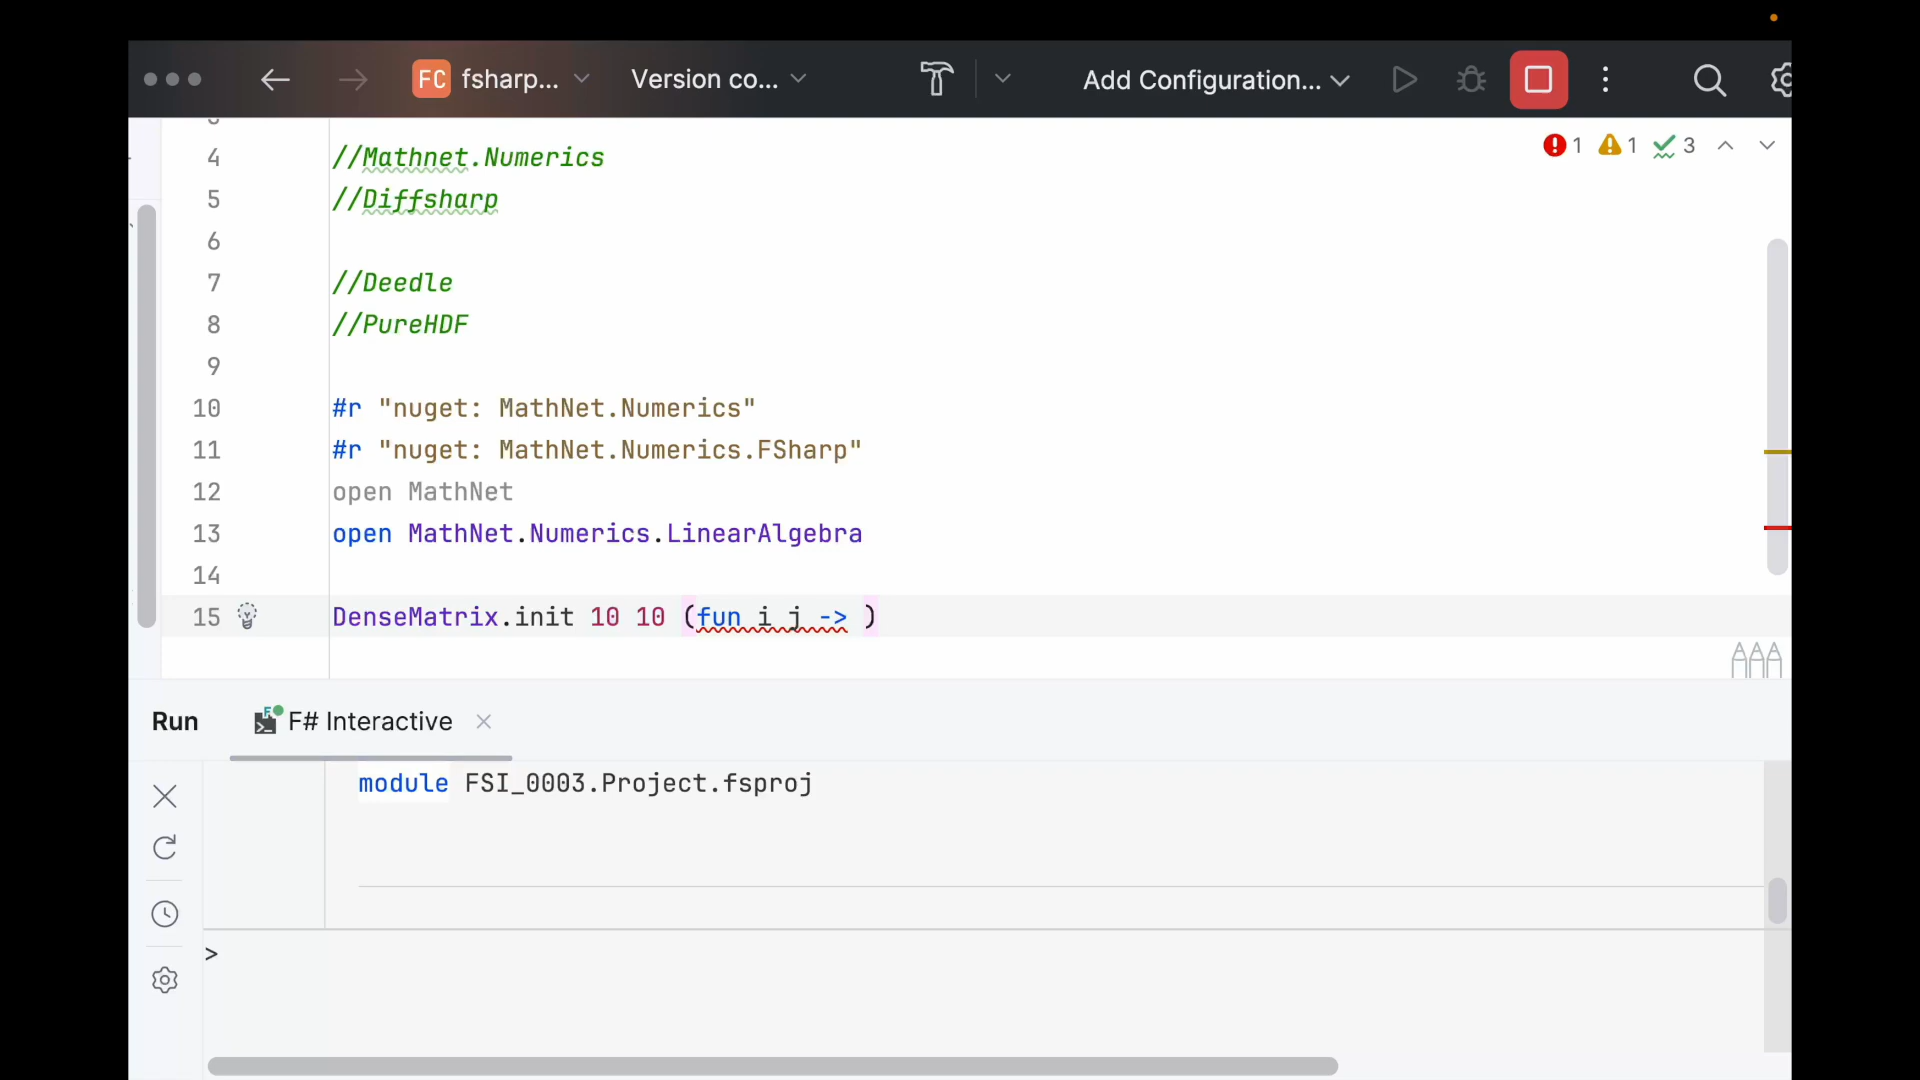 FC fsharp... Version co... Add Configuration...
4 //Mathnet.Numerics
1 1 3
5 //Diffsharp
6
7 //Deedle
8 //PureHDF
9
10 #r "nuget: MathNet.Numerics"
11 #r "nuget: MathNet.Numerics.FSharp"
12 open MathNet
13 open MathNet.Numerics.LinearAlgebra
14
15 DenseMatrix.init 10 10 (fun i j -> )
Run F# Interactive
module FSI_0003.Project.fsproj
>